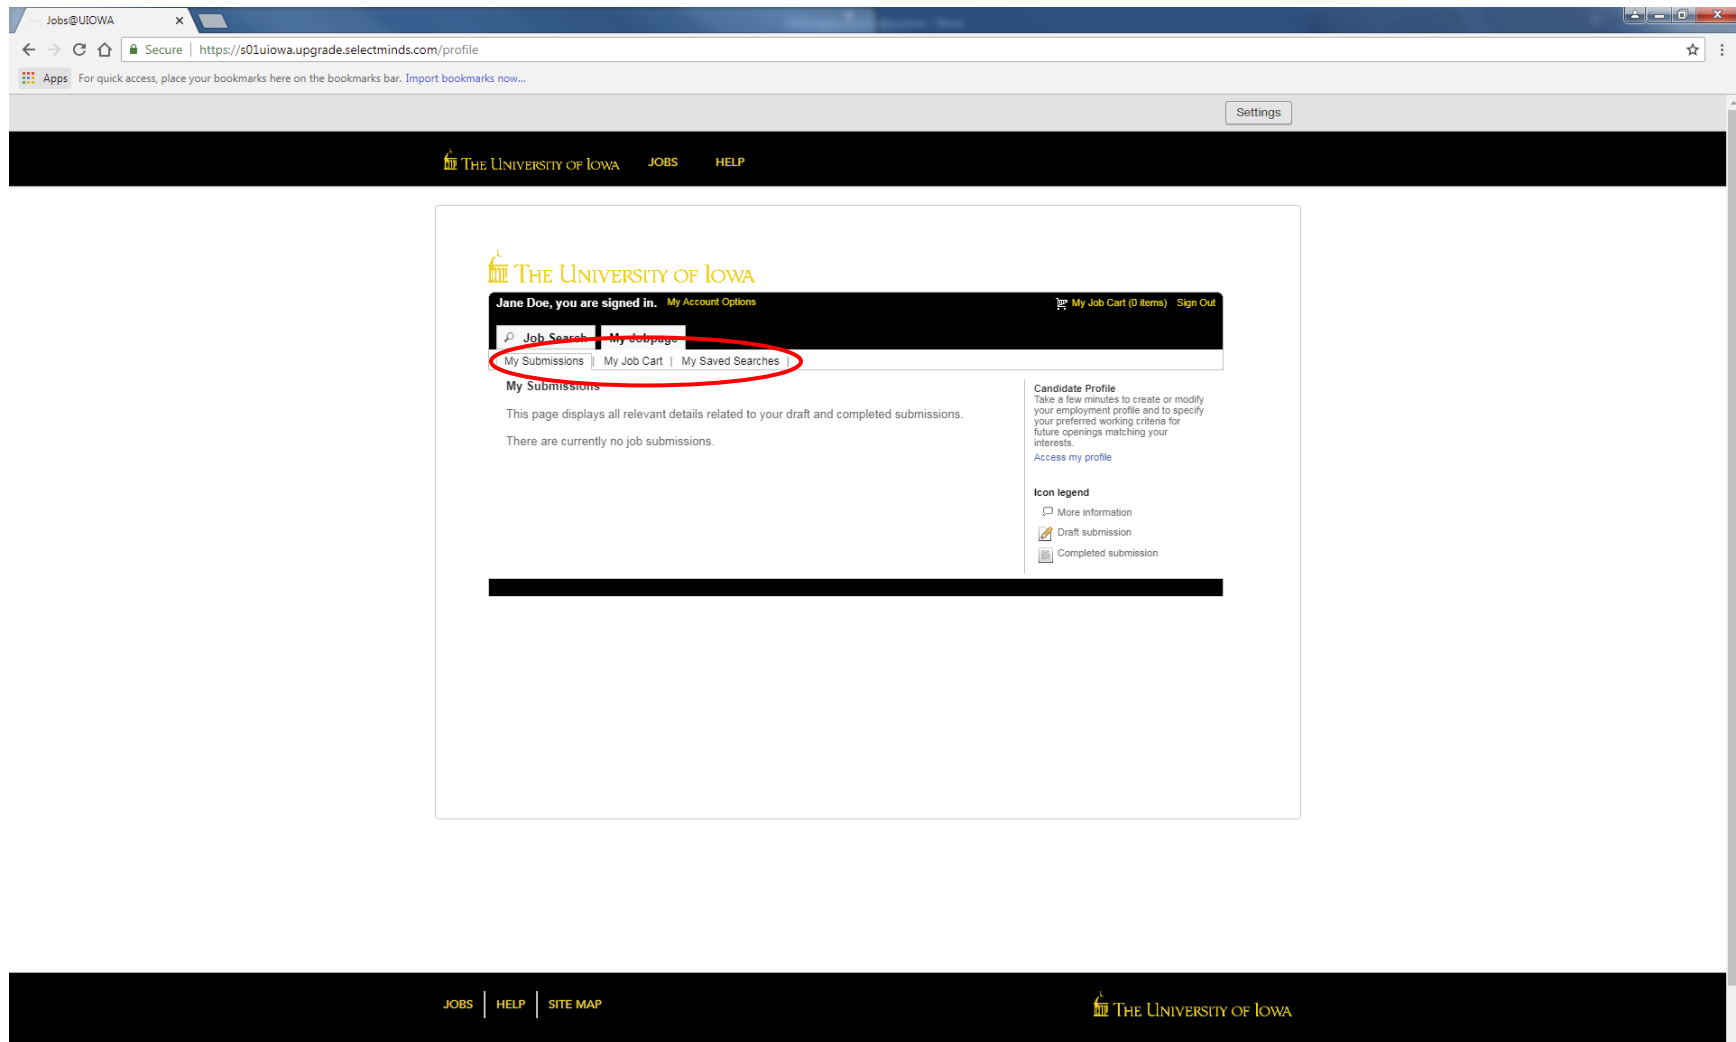 Jobs@UIOWA
Secure | https://s01uiowa.upgrade.selectminds.com/profile
Apps For quick access, place your bookmarks here on the bookmarks bar. Import bookmarks now...
Settings
THE UNIVERSITY OF IOWA JOBS HELP
THE UNIVERSITY OF IOWA
Jane Doe, you are signed in. My Account Options My Job Cart (0 items) Sign Out
Job Search My Jobpage
My Submissions | My Job Cart | My Saved Searches |
My Submissions
This page displays all relevant details related to your draft and completed submissions.
There are currently no job submissions.
Candidate Profile
Take a few minutes to create or modify
your employment profile and to specify
your preferred working criteria for
future openings matching your
interests.
Access my profile
Icon legend
More information
Draft submission
Completed submission
JOBS HELP SITE MAP
THE UNIVERSITY OF IOWA